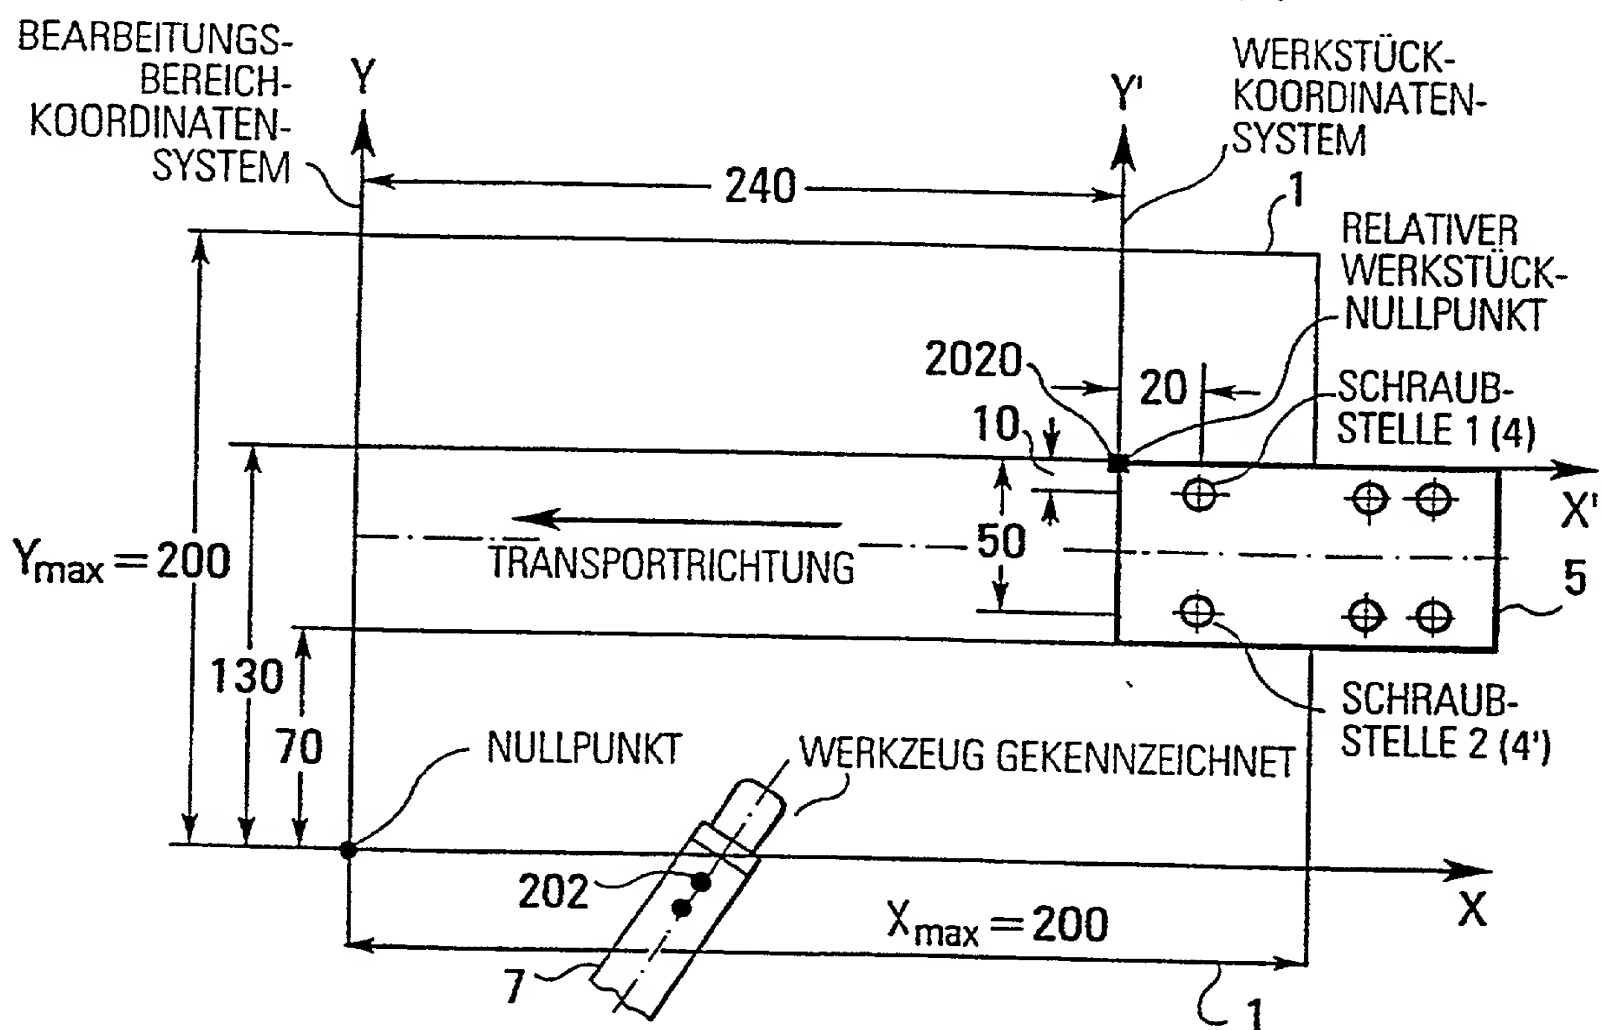 BEARBEITUNGS-
BEREICH-
KOORDINATEN-
SYSTEM
Y
Y'
WERKSTÜCK-
KOORDINATEN-
SYSTEM
240
1
RELATIVER
WERKSTÜCK-
NULLPUNKT
2020
20
10
SCHRAUB-
STELLE 1 (4)
X'
50
TRANSPORTRICHTUNG
Ymax = 200
5
130
70
SCHRAUB-
STELLE 2 (4')
NULLPUNKT
WERKZEUG GEKENNZEICHNET
202
X
Xmax = 200
7
1